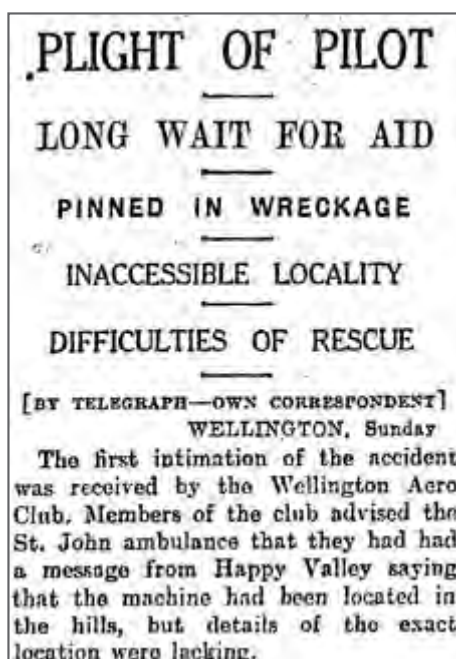 PLIGHT OF PILOT
LONG WAIT FOR AID
PINNED IN WRECKAGE
INACCESSIBLE LOCALITY
DIFFICULTIES OF RESCUE
[BY TELEGRAPH—OWN CORRESPONDENT]
WELLINGTON, Sunday
The first intimation of the accident
was received by the Wellington Aero
Club. Members of the club advised the
St. John ambulance that they had had
a message from Happy Valley saying
that the machine had been located in
the hills, but details of the exact
location were lacking.